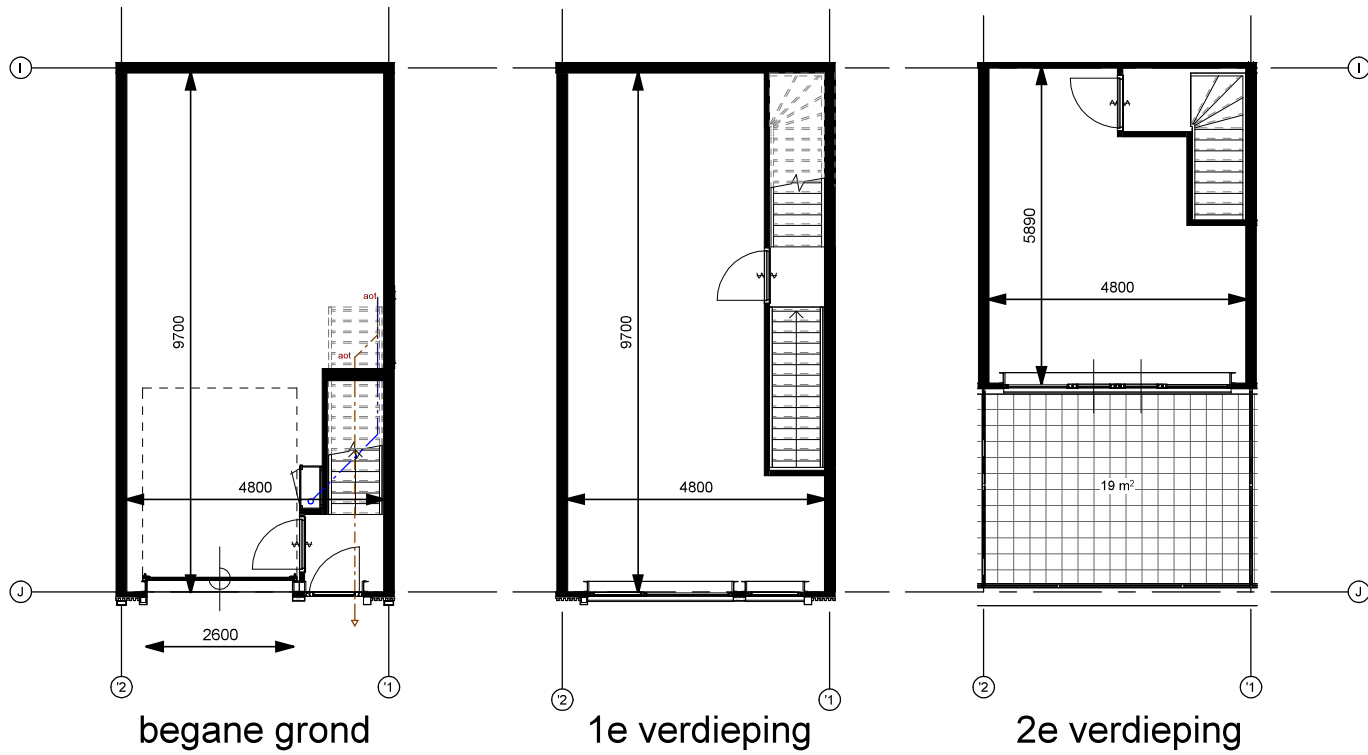 I
I
9700
aot
aot
4800
2600
J
'2
'1
begane grond
9700
4800
'2
'1
1e verdieping
5890
4800
19 m²
J
'2
'1
2e verdieping